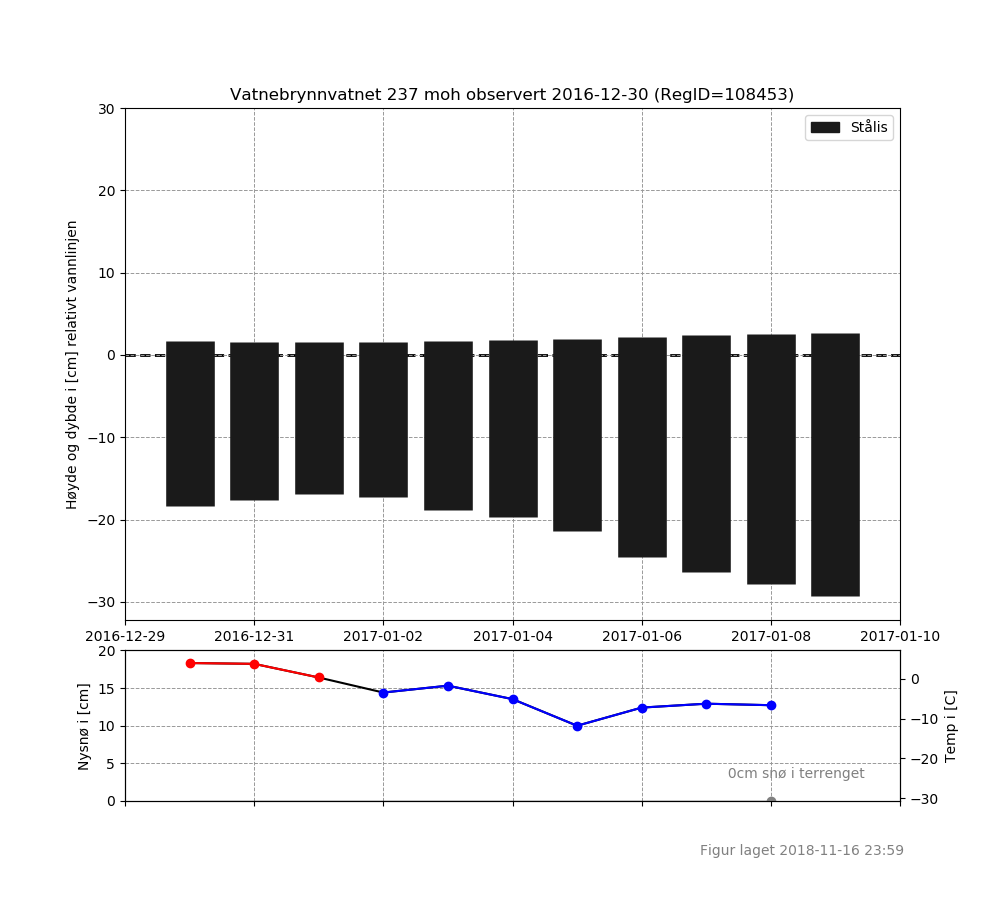 Vatnebrynnvatnet 237 moh observert 2016-12-30 (RegID=108453)
Stålis
Høyde og dybde i [cm] relativt vannlinjen
30
20
10
0
−10
−20
−30
2016-12-29 2016-12-31 2017-01-02 2017-01-04 2017-01-06 2017-01-08 2017-01-10
Nysnø i [cm]
20
15
10
5
0
0
−10
−20
−30
Temp i [C]
0cm snø i terrenget
Figur laget 2018-11-16 23:59